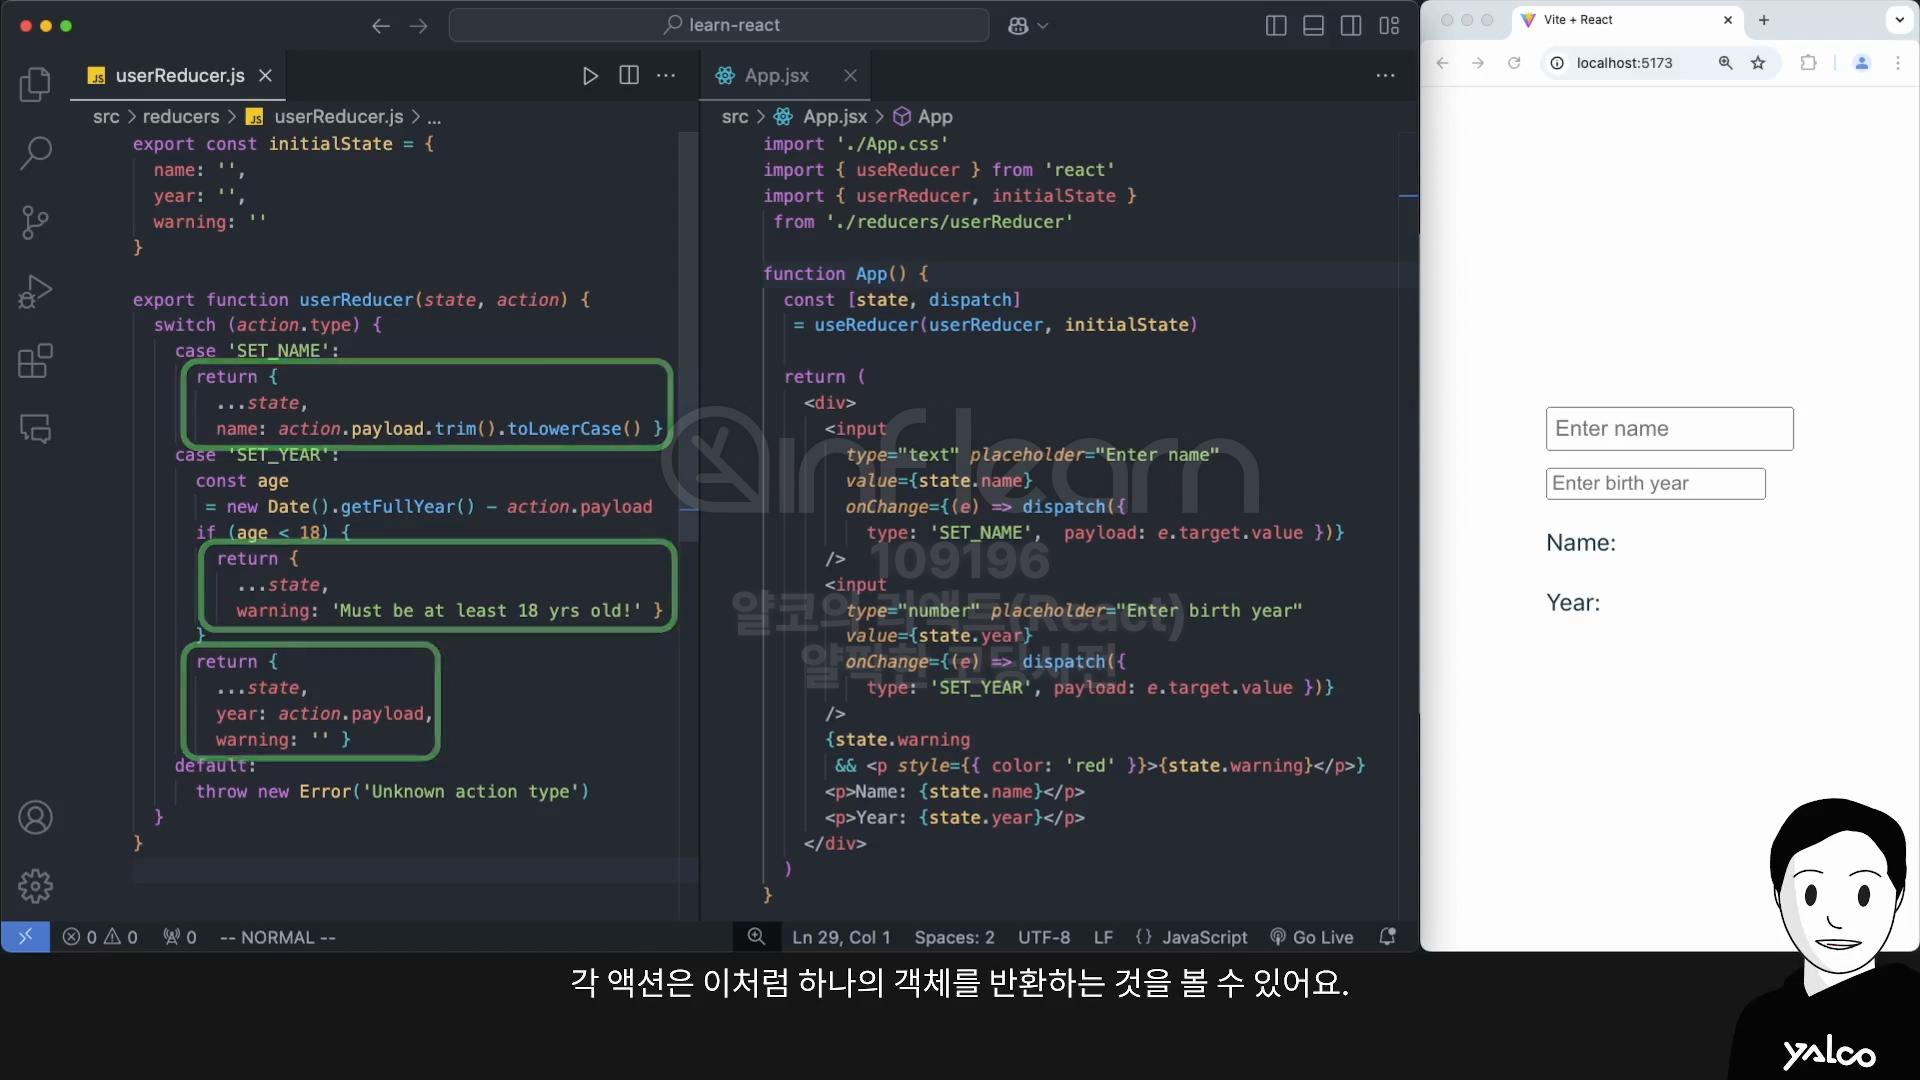 learn-react
userReducer.js
src > reducers > userReducer.js > ...
export const initialState = {
name: '',
year: '',
warning: ''
}
export function userReducer(state, action) {
switch (action.type) {
case 'SET_NAME':
return {
...state,
name: action.payload.trim().toLowerCase() }
case 'SET_YEAR':
const age
= new Date().getFullYear() - action.payload
if (age < 18) {
return {
...state,
warning: 'Must be at least 18 yrs old!' }
}
return {
...state,
year: action.payload,
warning: '' }
default:
throw new Error('Unknown action type')
}
}
App.jsx
src > App.jsx > App
import './App.css'
import { useReducer } from 'react'
import { userReducer, initialState }
from './reducers/userReducer'
function App() {
const [state, dispatch]
= useReducer(userReducer, initialState)
return (
<div>
<input
type="text" placeholder="Enter name"
value={state.name}
onChange={(e) => dispatch({
type: 'SET_NAME', payload: e.target.value })}
/>
<input
type="number" placeholder="Enter birth year"
value={state.year}
onChange={(e) => dispatch({
type: 'SET_YEAR', payload: e.target.value })}
/>
{state.warning
&& <p style={{ color: 'red' }}>{state.warning}</p>}
<p>Name: {state.name}</p>
<p>Year: {state.year}</p>
</div>
)
}
inflearn
109196
얄코의 리액트(React)
얄팍한 코딩사전
0 0 0 -- NORMAL --
Ln 29, Col 1 Spaces: 2 UTF-8 LF {} JavaScript Go Live
Vite + React
localhost:5173
Enter name
Enter birth year
Name:
Year:
각 액션은 이처럼 하나의 객체를 반환하는 것을 볼 수 있어요.
yalco